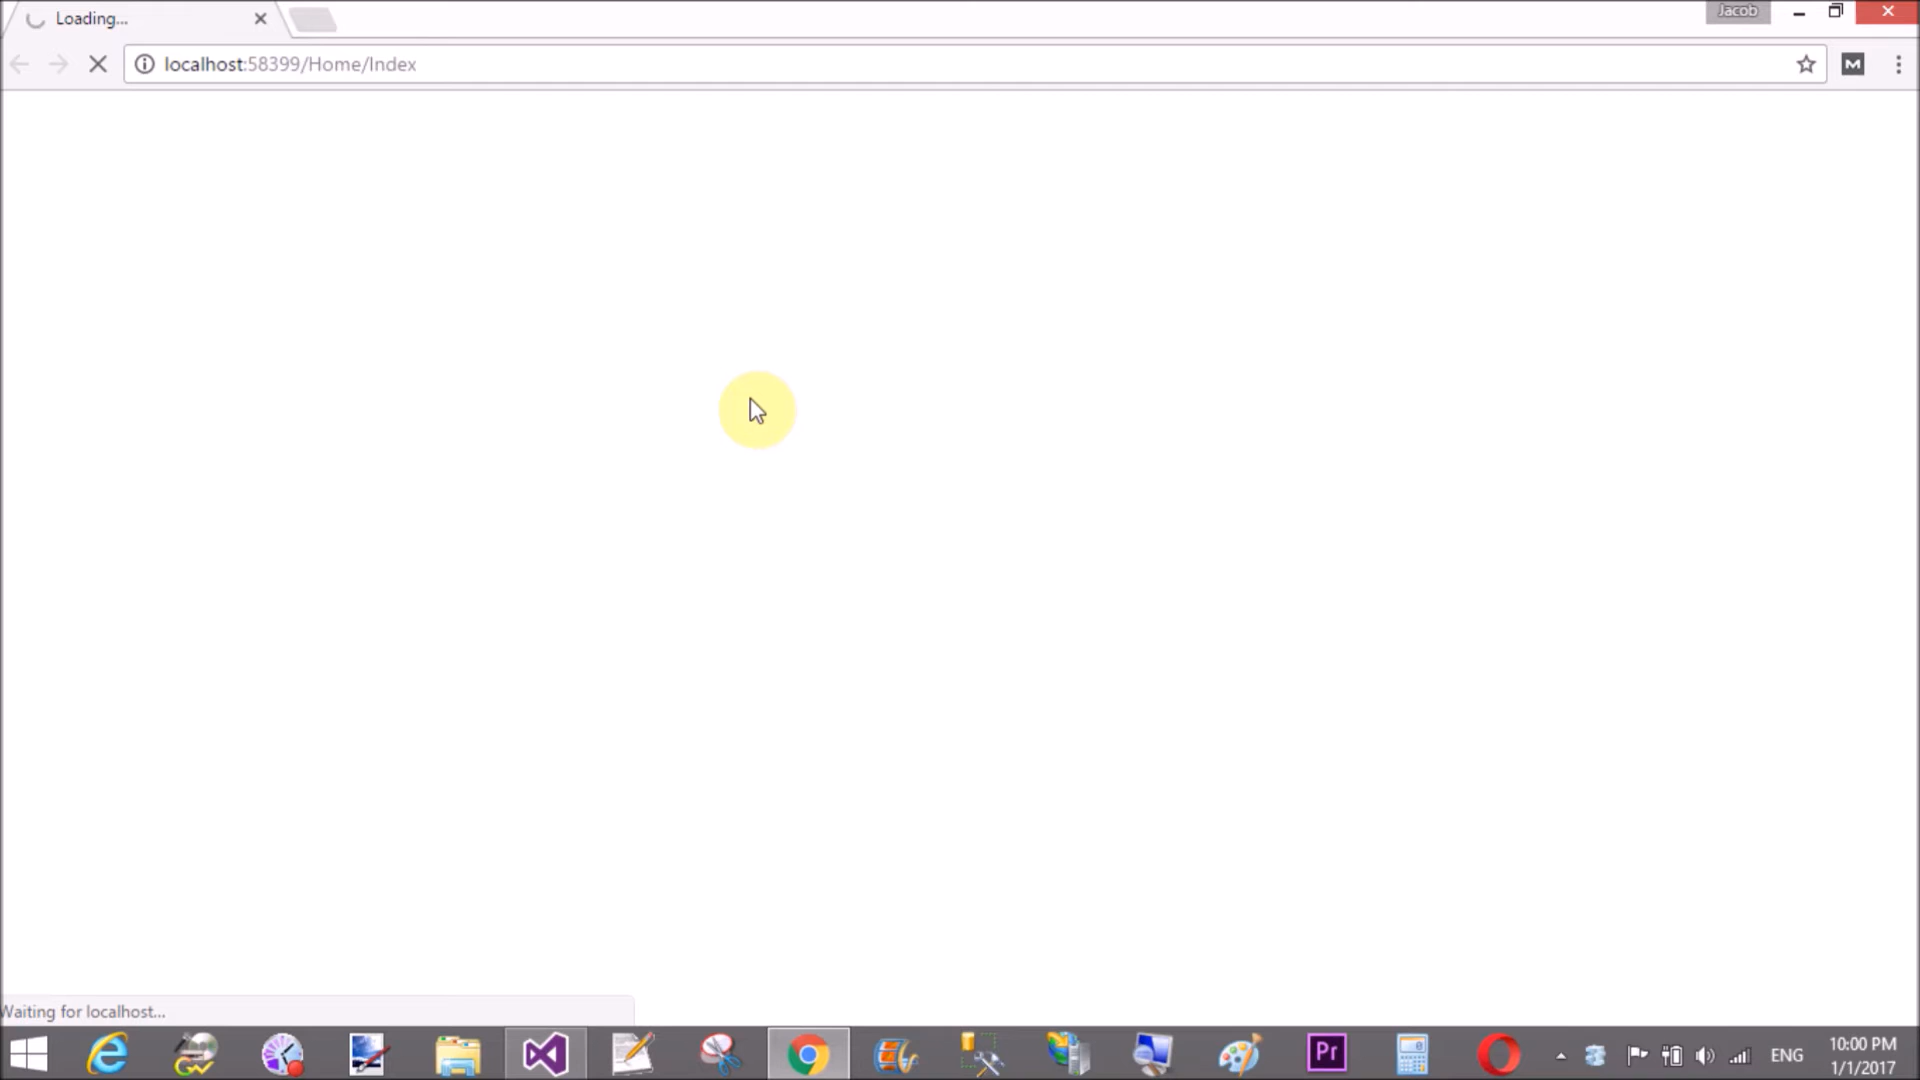 Loading...
Jacob
localhost:58399/Home/Index
M
Waiting for localhost...
Pr
ENG
10:00 PM
1/1/2017